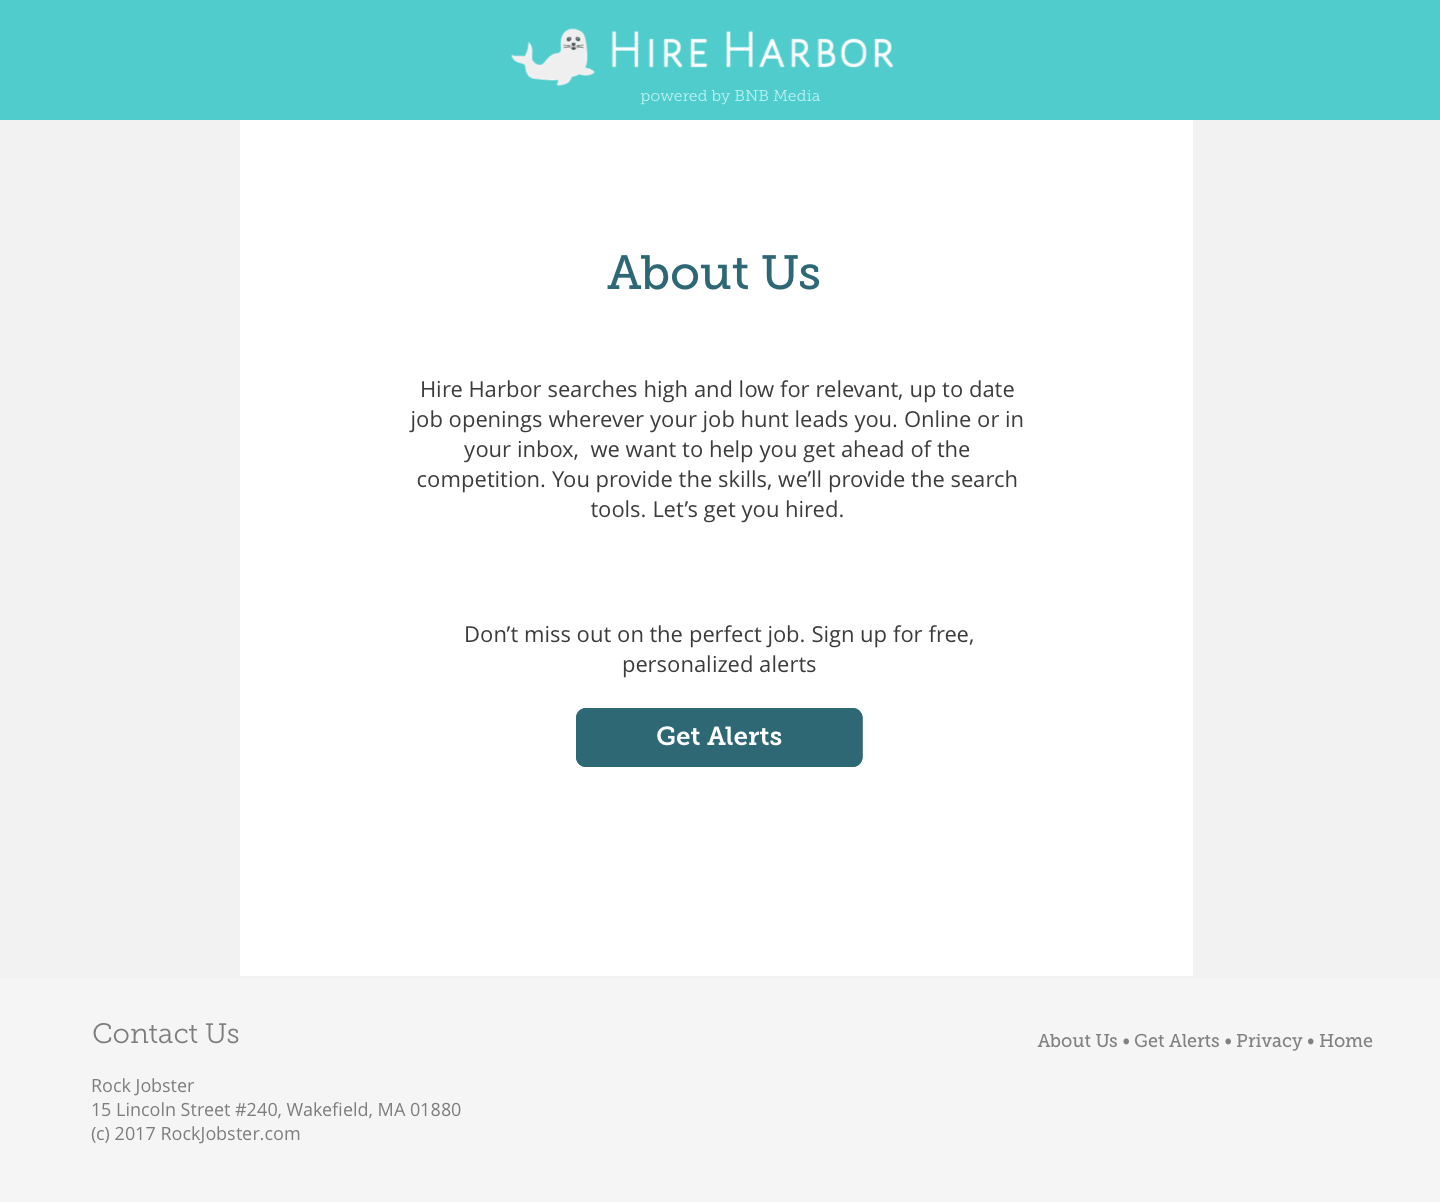 HIRE HARBOR
powered by BNB Media
About Us
Hire Harbor searches high and low for relevant, up to date
job openings wherever your job hunt leads you. Online or in
your inbox,  we want to help you get ahead of the
competition. You provide the skills, we’ll provide the search
tools. Let’s get you hired.
Don’t miss out on the perfect job. Sign up for free,
personalized alerts
Get Alerts
Contact Us
About Us • Get Alerts • Privacy • Home
Rock Jobster
15 Lincoln Street #240, Wakefield, MA 01880
(c) 2017 RockJobster.com